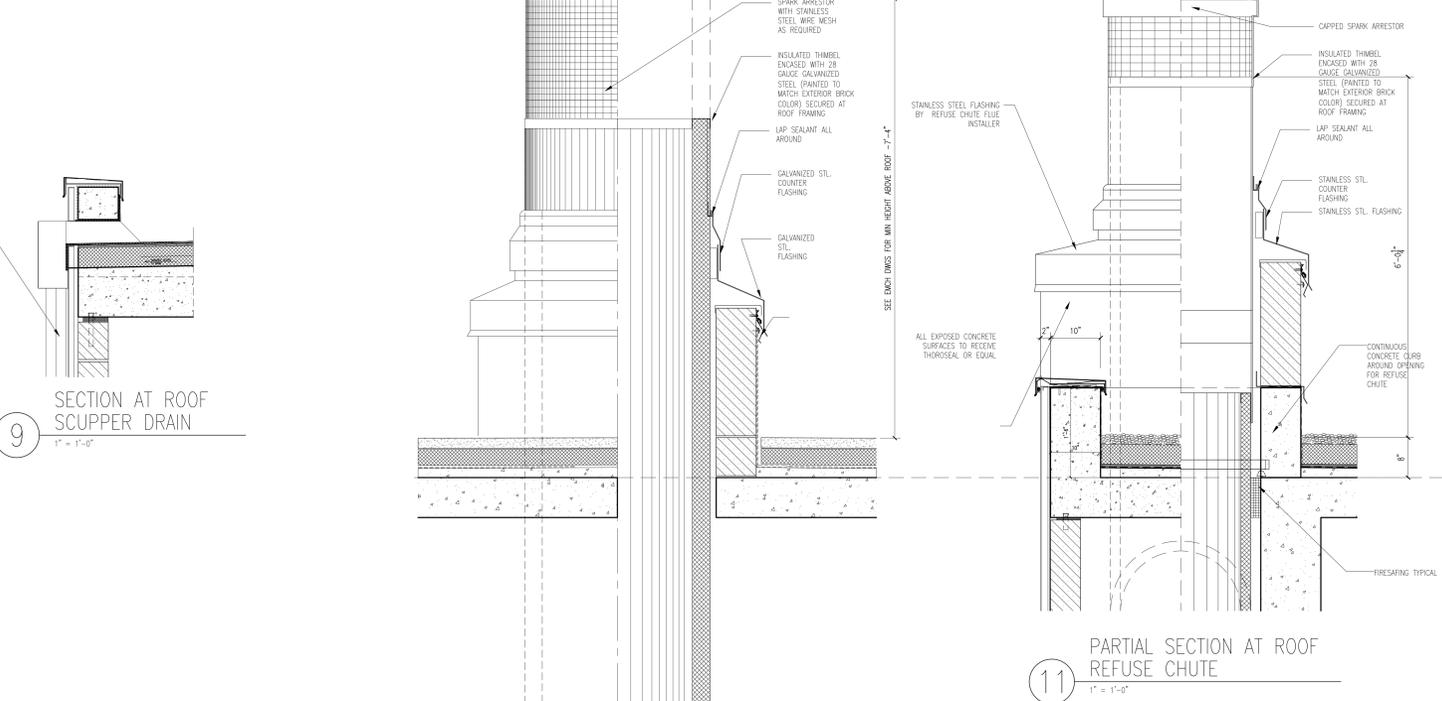 SPARK ARRESTOR
WITH STAINLESS
STEEL WIRE MESH
AS REQUIRED
INSULATED THIMBEL
ENCASED WITH 28
GAUGE GALVANIZED
STEEL (PAINTED TO
MATCH EXTERIOR BRICK
COLOR) SECURED AT
ROOF FRAMING
LAP SEALANT ALL
AROUND
GALVANIZED STL.
COUNTER
FLASHING
GALVANIZED
STL.
FLASHING
SEE EMCH DWGS FOR MIN HEIGHT ABOVE ROOF -7'-4"
9
SECTION AT ROOF
SCUPPER DRAIN
1" = 1'-0"
CAPPED SPARK ARRESTOR
INSULATED THIMBEL
ENCASED WITH 28
GAUGE GALVANIZED
STEEL (PAINTED TO
MATCH EXTERIOR BRICK
COLOR) SECURED AT
ROOF FRAMING
STAINLESS STEEL FLASHING
BY REFUSE CHUTE FLUE
INSTALLER
LAP SEALANT ALL
AROUND
STAINLESS STL.
COUNTER
FLASHING
STAINLESS STL. FLASHING
ALL EXPOSED CONCRETE
SURFACES TO RECEIVE
THOROSEAL OR EQUAL
2"
10"
CONTINUOUS
CONCRETE CURB
AROUND OPENING
FOR REFUSE
CHUTE
8"
FIRESAFING TYPICAL
11
PARTIAL SECTION AT ROOF
REFUSE CHUTE
1" = 1'-0"